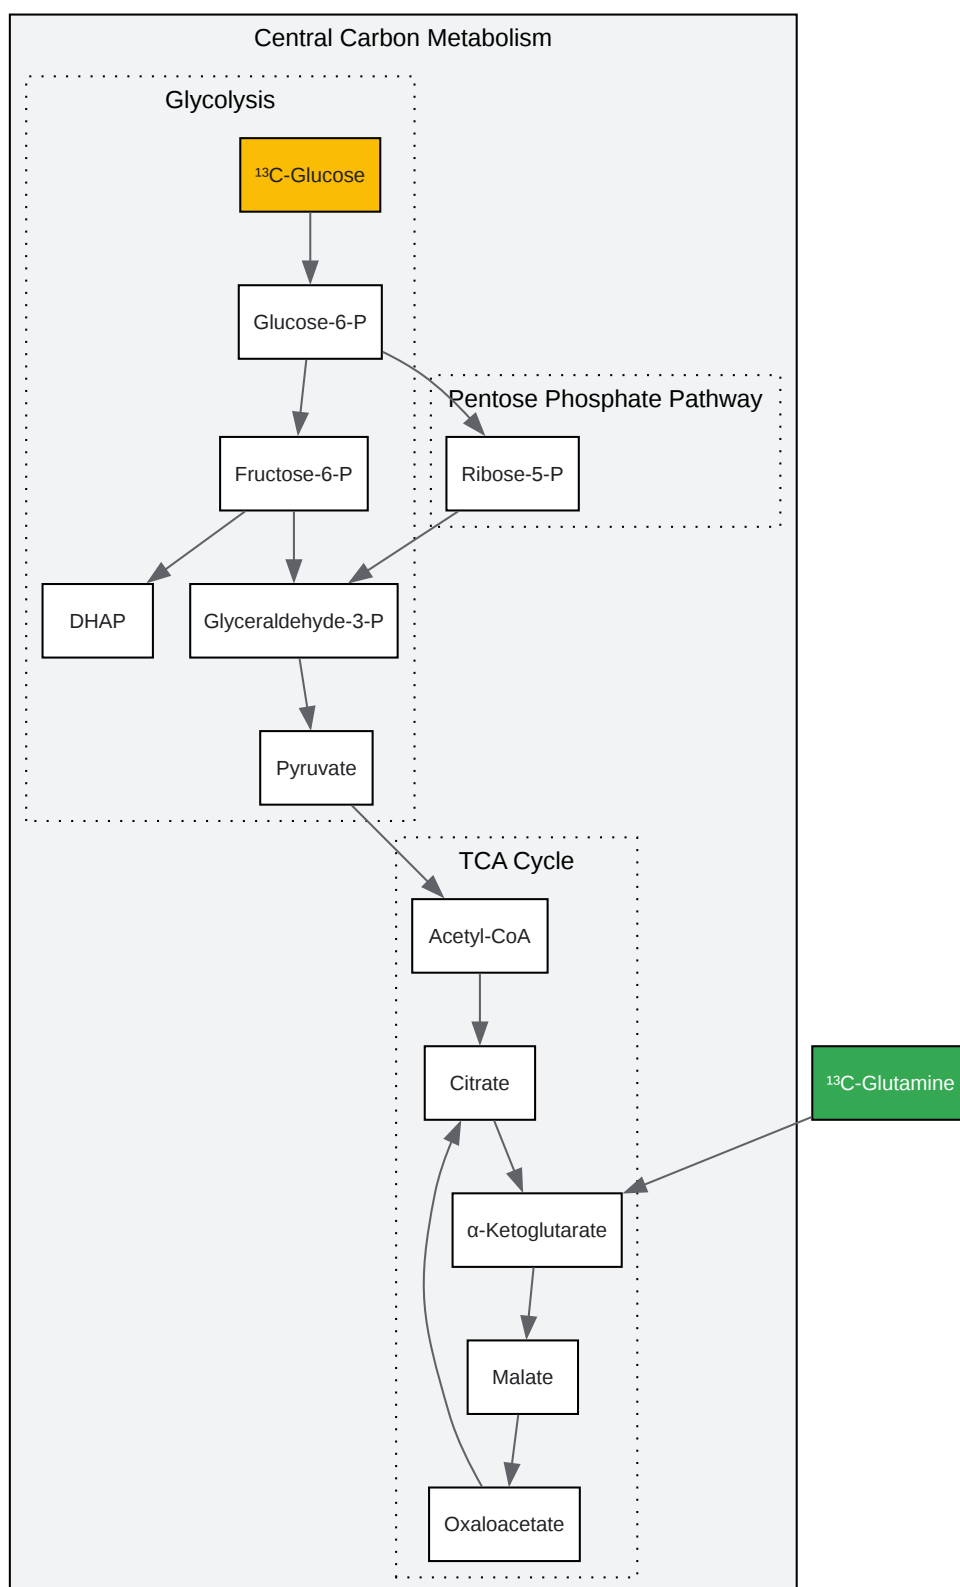 Central Carbon Metabolism
Glycolysis
¹³C-Glucose
Glucose-6-P
Pentose Phosphate Pathway
Fructose-6-P
Ribose-5-P
DHAP
Glyceraldehyde-3-P
Pyruvate
TCA Cycle
Acetyl-CoA
Citrate
¹³C-Glutamine
α-Ketoglutarate
Malate
Oxaloacetate